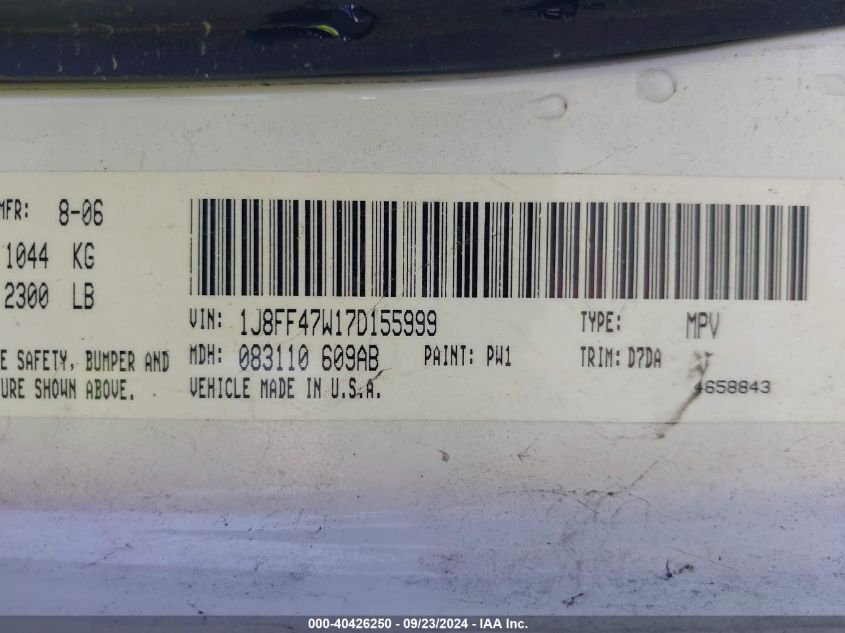 MFR: 8-06
1044 KG
2300 LB
VIN: 1J8FF47W17D155999 TYPE: MPV
E SAFETY, BUMPER AND MDH: 083110 609AB PAINT: PW1 TRIM: D7DA
URE SHOWN ABOVE. VEHICLE MADE IN U.S.A. 4658843
000-40426250 - 09/23/2024 - IAA Inc.